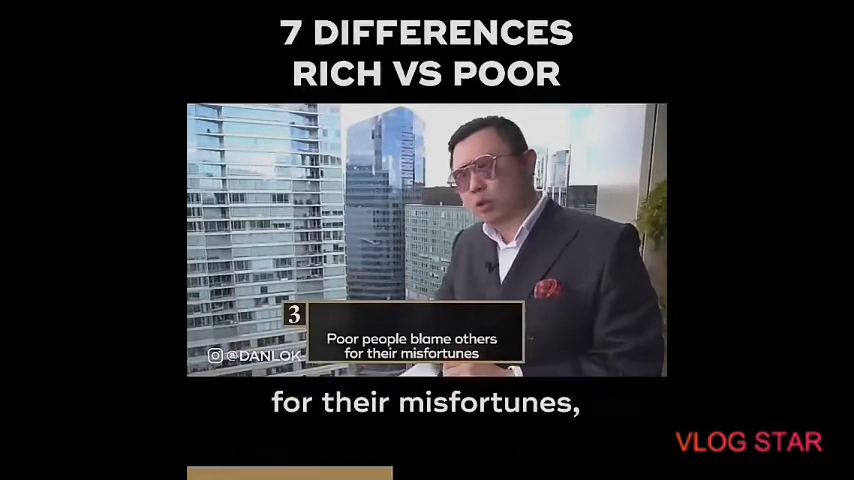 7 DIFFERENCES
RICH VS POOR
3
Poor people blame others
for their misfortunes
@DANLOK
for their misfortunes,
VLOG STAR